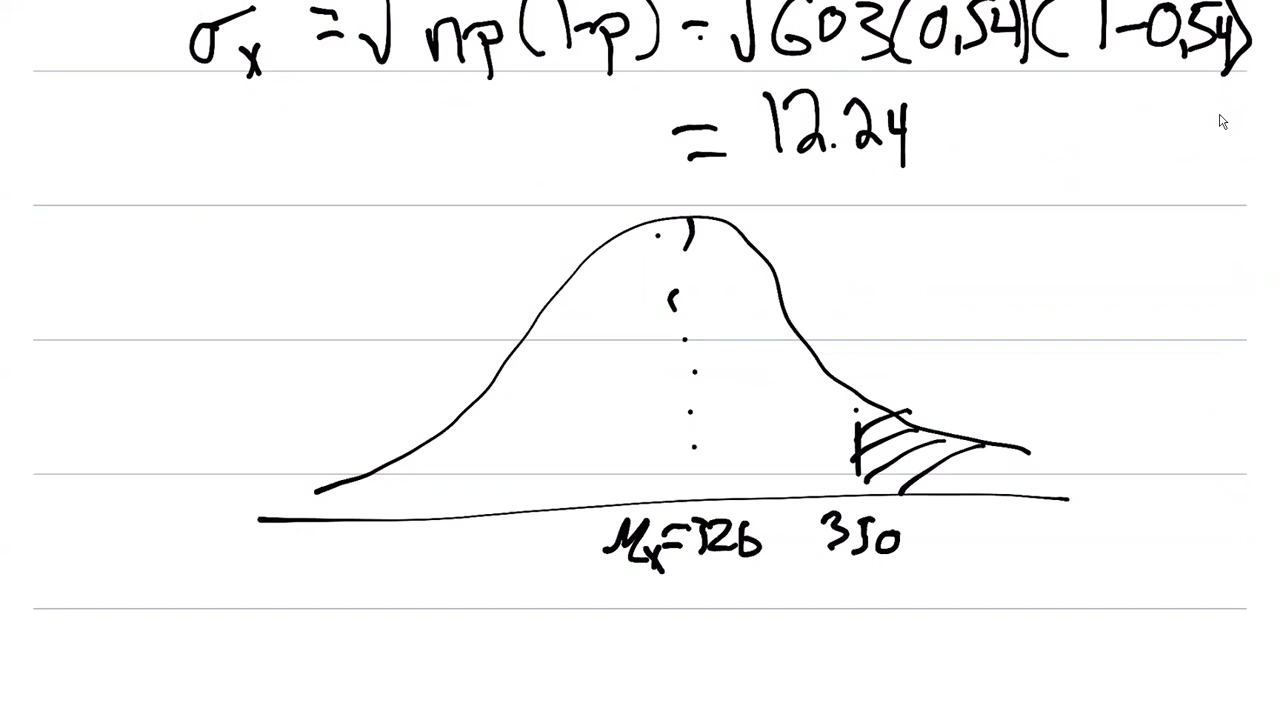 σₓ = √np(1-p) = √603(0,54)(1-0,54)
= 12.24
μₓ=326 350